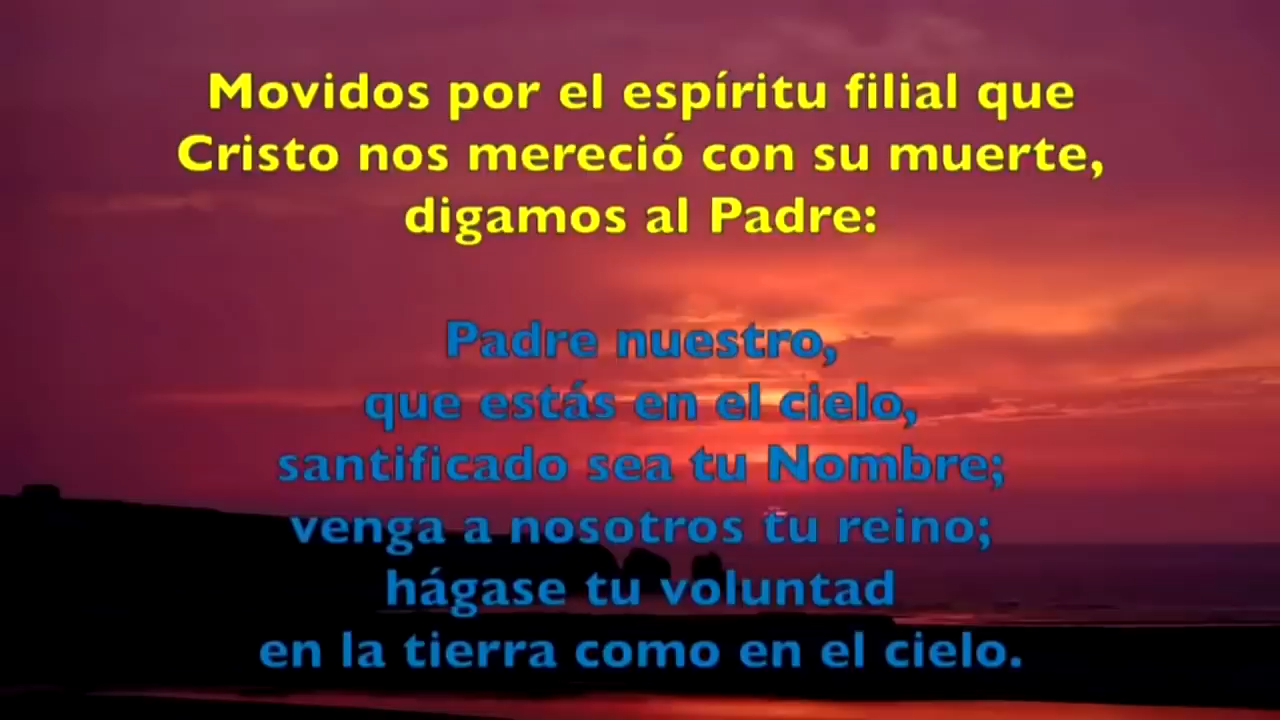 Movidos por el espíritu filial que
Cristo nos mereció con su muerte,
digamos al Padre:
Padre nuestro,
que estás en el cielo,
santificado sea tu Nombre;
venga a nosotros tu reino;
hágase tu voluntad
en la tierra como en el cielo.